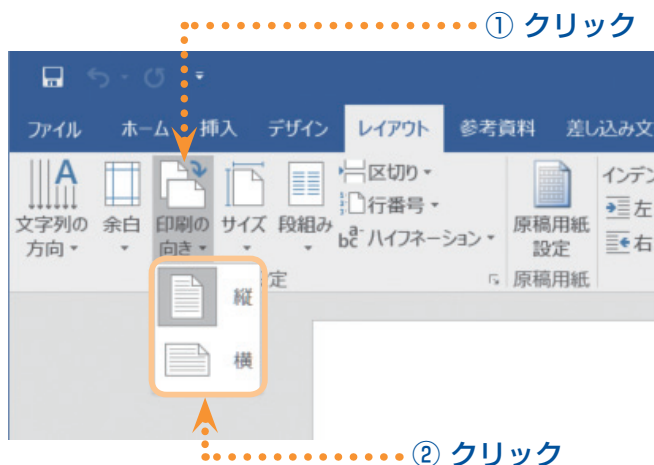 ① クリック
ファイル ホーム 挿入 デザイン レイアウト 参考資料 差し込み文
文字列の方向 余白 印刷の向き サイズ 段組み
区切り
行番号
ハイフネーション
原稿用紙設定
インデン
左
右
定
原稿用紙
縦
横
② クリック